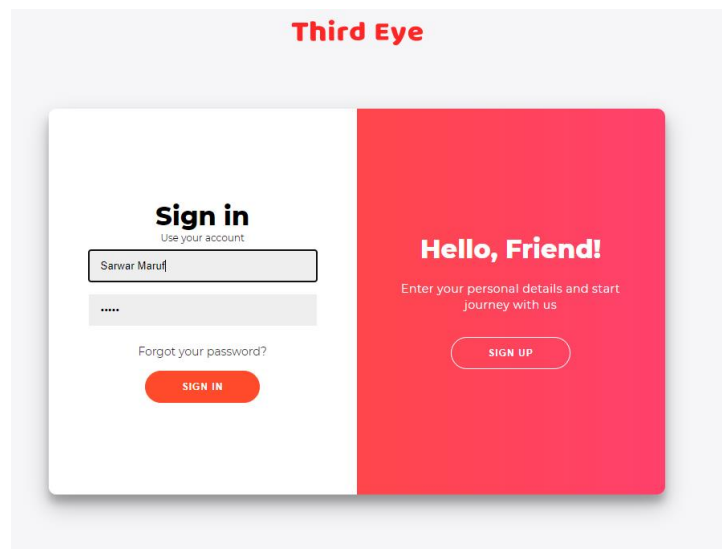 Third Eye
Sign in
Use your account
Sarwar Maruf
•••••
Forgot your password?
SIGN IN
Hello, Friend!
Enter your personal details and start
journey with us
SIGN UP